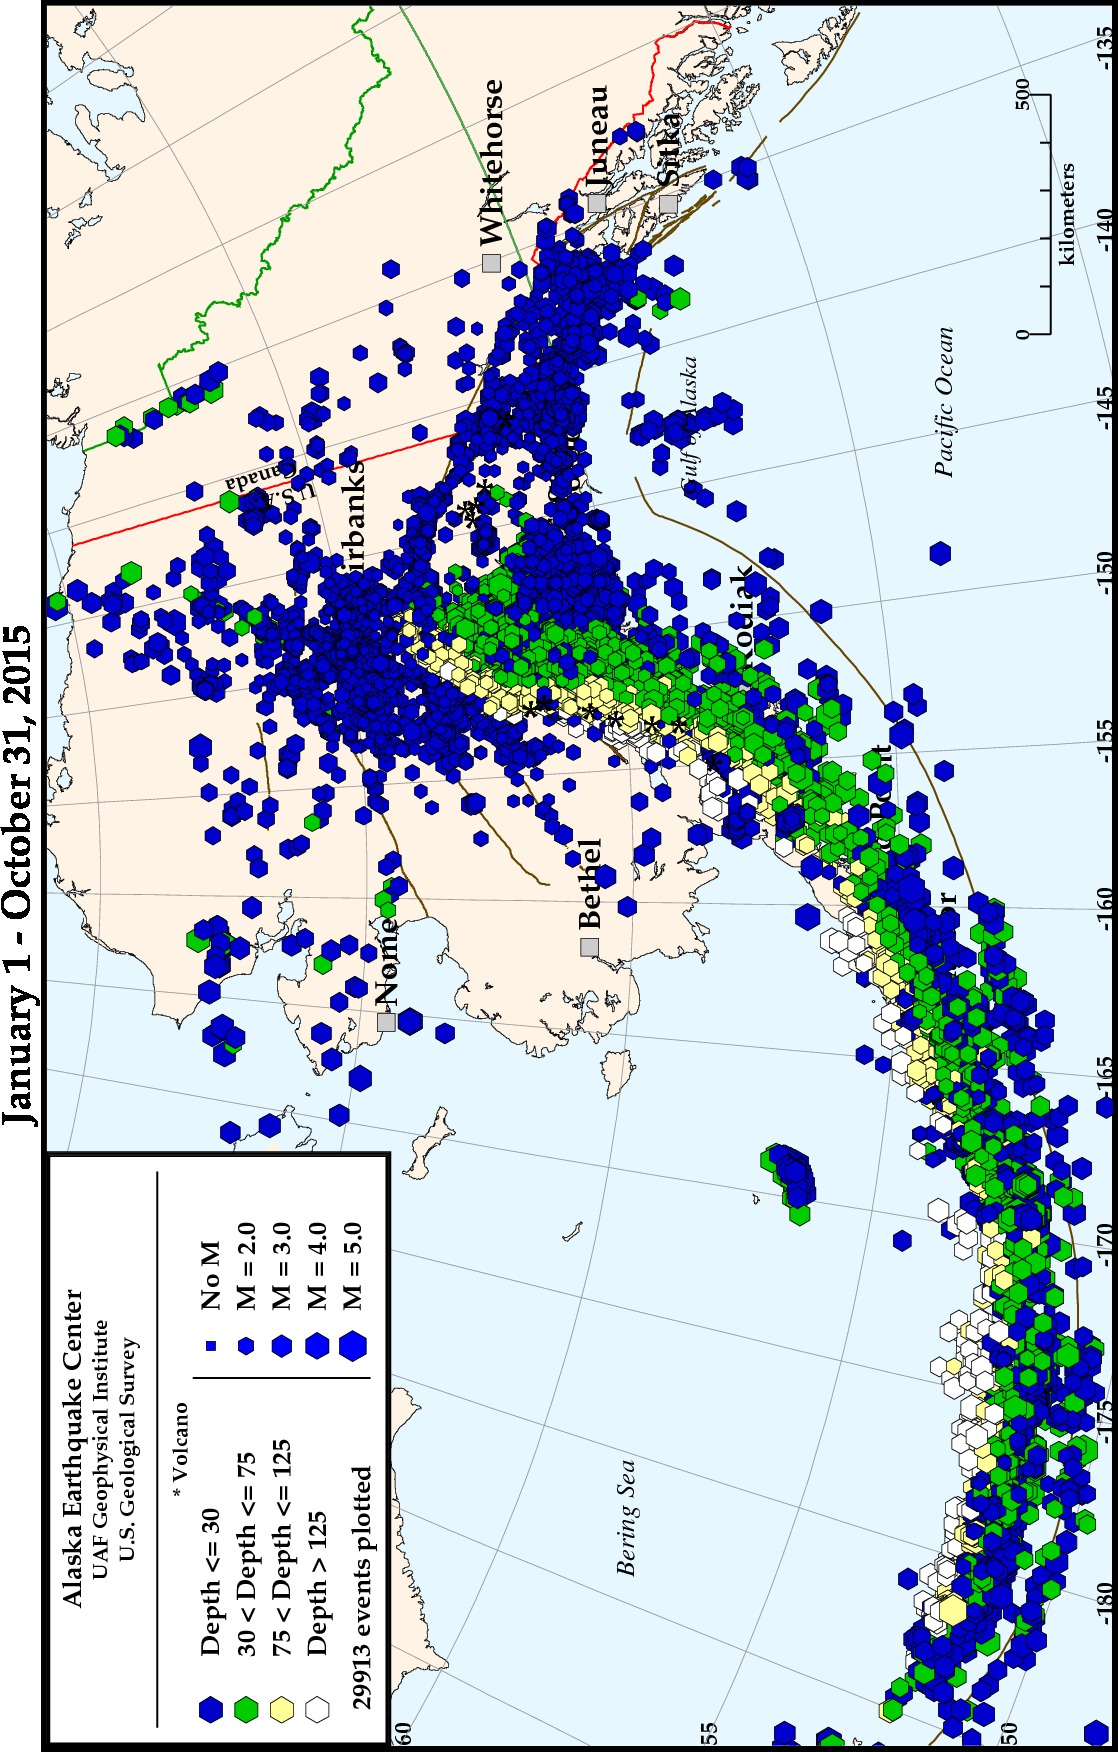 January 1 - October 31, 2015
Alaska Earthquake Center
UAF Geophysical Institute
U.S. Geological Survey
* Volcano
Depth <= 30
30 < Depth <= 75
75 < Depth <= 125
Depth > 125
29913 events plotted
No M
M = 2.0
M = 3.0
M = 4.0
M = 5.0
U.S.A.
Canada
Whitehorse
Juneau
Sitka
irbanks
Nome
Bethel
Kodiak
Gulf of Alaska
Pacific Ocean
Bering Sea
0
500
kilometers
60
55
50
-180
-175
-170
-165
-160
-155
-150
-145
-140
-135